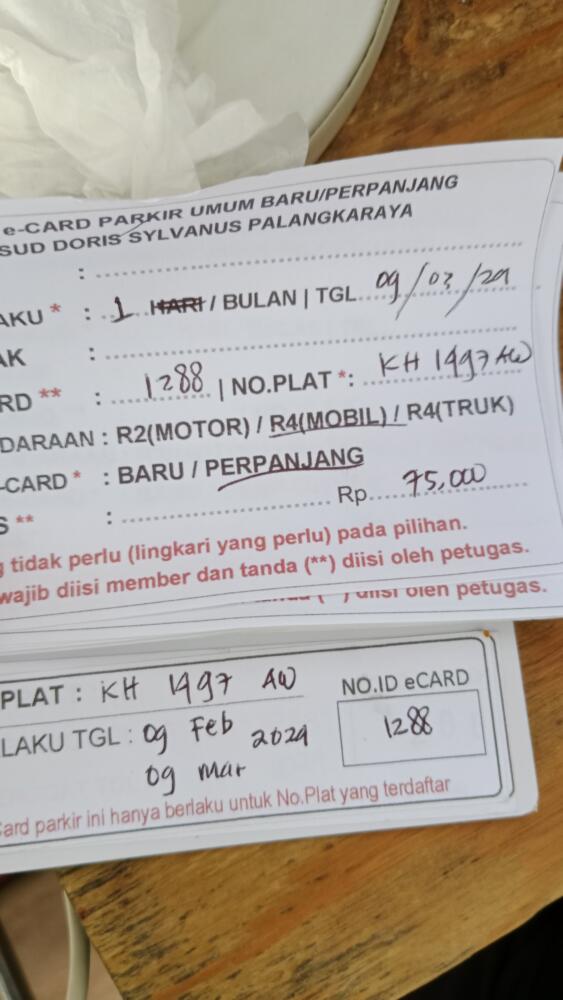 e-CARD PARKIR UMUM BARU/PERPANJANG
SUD DORIS SYLVANUS PALANGKARAYA
:
AKU * : 1 HARI / BULAN | TGL 09/03/24
AK :
RD ** : 1288 | NO.PLAT *: KH 1497 AW
DARAAN : R2(MOTOR) / R4(MOBIL) / R4(TRUK)
-CARD * : BARU / PERPANJANG
S ** : Rp 75,000
g tidak perlu (lingkari yang perlu) pada pilihan.
wajib diisi member dan tanda (**) diisi oleh petugas.
diisi oleh petugas.
PLAT : KH 1497 AW
NO.ID eCARD
LAKU TGL : 09 Feb 2024
1288
09 Mar
Card parkir ini hanya berlaku untuk No.Plat yang terdaftar